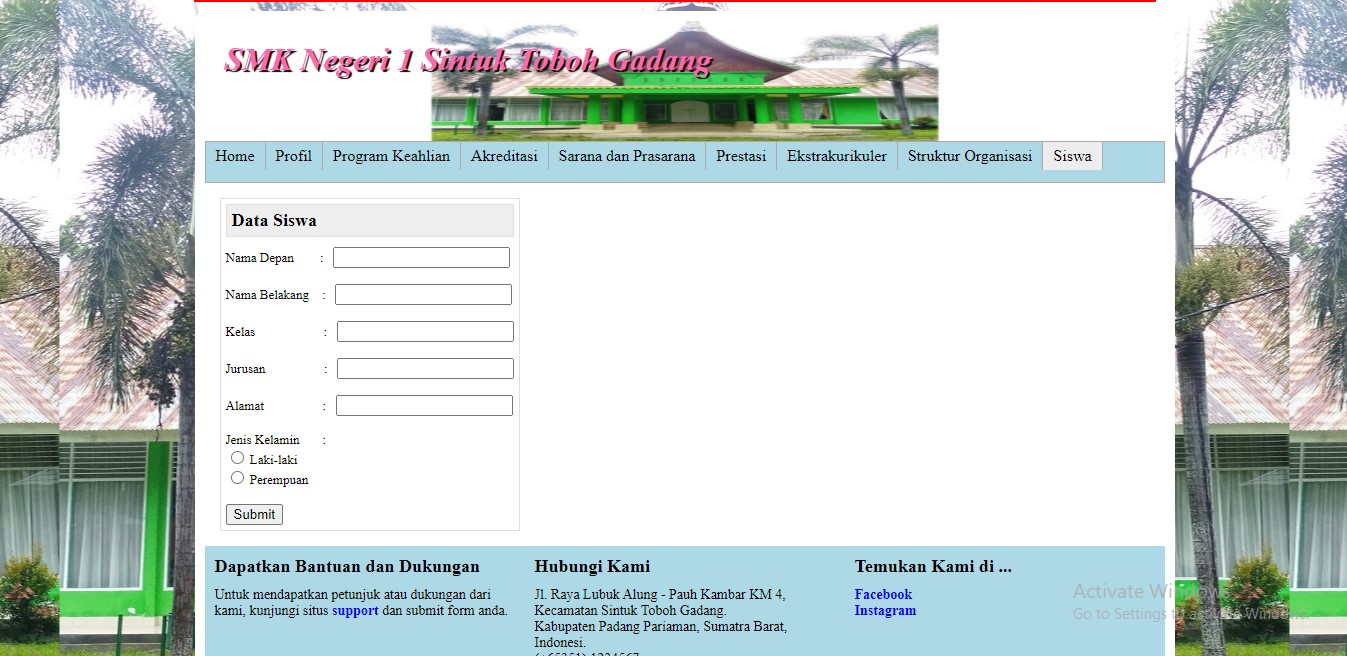 SMK Negeri 1 Sintuk Toboh Gadang
Home Profil Program Keahlian Akreditasi Sarana dan Prasarana Prestasi Ekstrakurikuler Struktur Organisasi Siswa
Data Siswa
Nama Depan :
Nama Belakang :
Kelas :
Jurusan :
Alamat :
Jenis Kelamin :
Laki-laki
Perempuan
Submit
Dapatkan Bantuan dan Dukungan
Untuk mendapatkan petunjuk atau dukungan dari
kami, kunjungi situs support dan submit form anda.
Hubungi Kami
Jl. Raya Lubuk Alung - Pauh Kambar KM 4,
Kecamatan Sintuk Toboh Gadang.
Kabupaten Padang Pariaman, Sumatra Barat,
Indonesi.
Temukan Kami di ...
Facebook
Instagram
Activate Windows
Go to Settings to activate Windows.